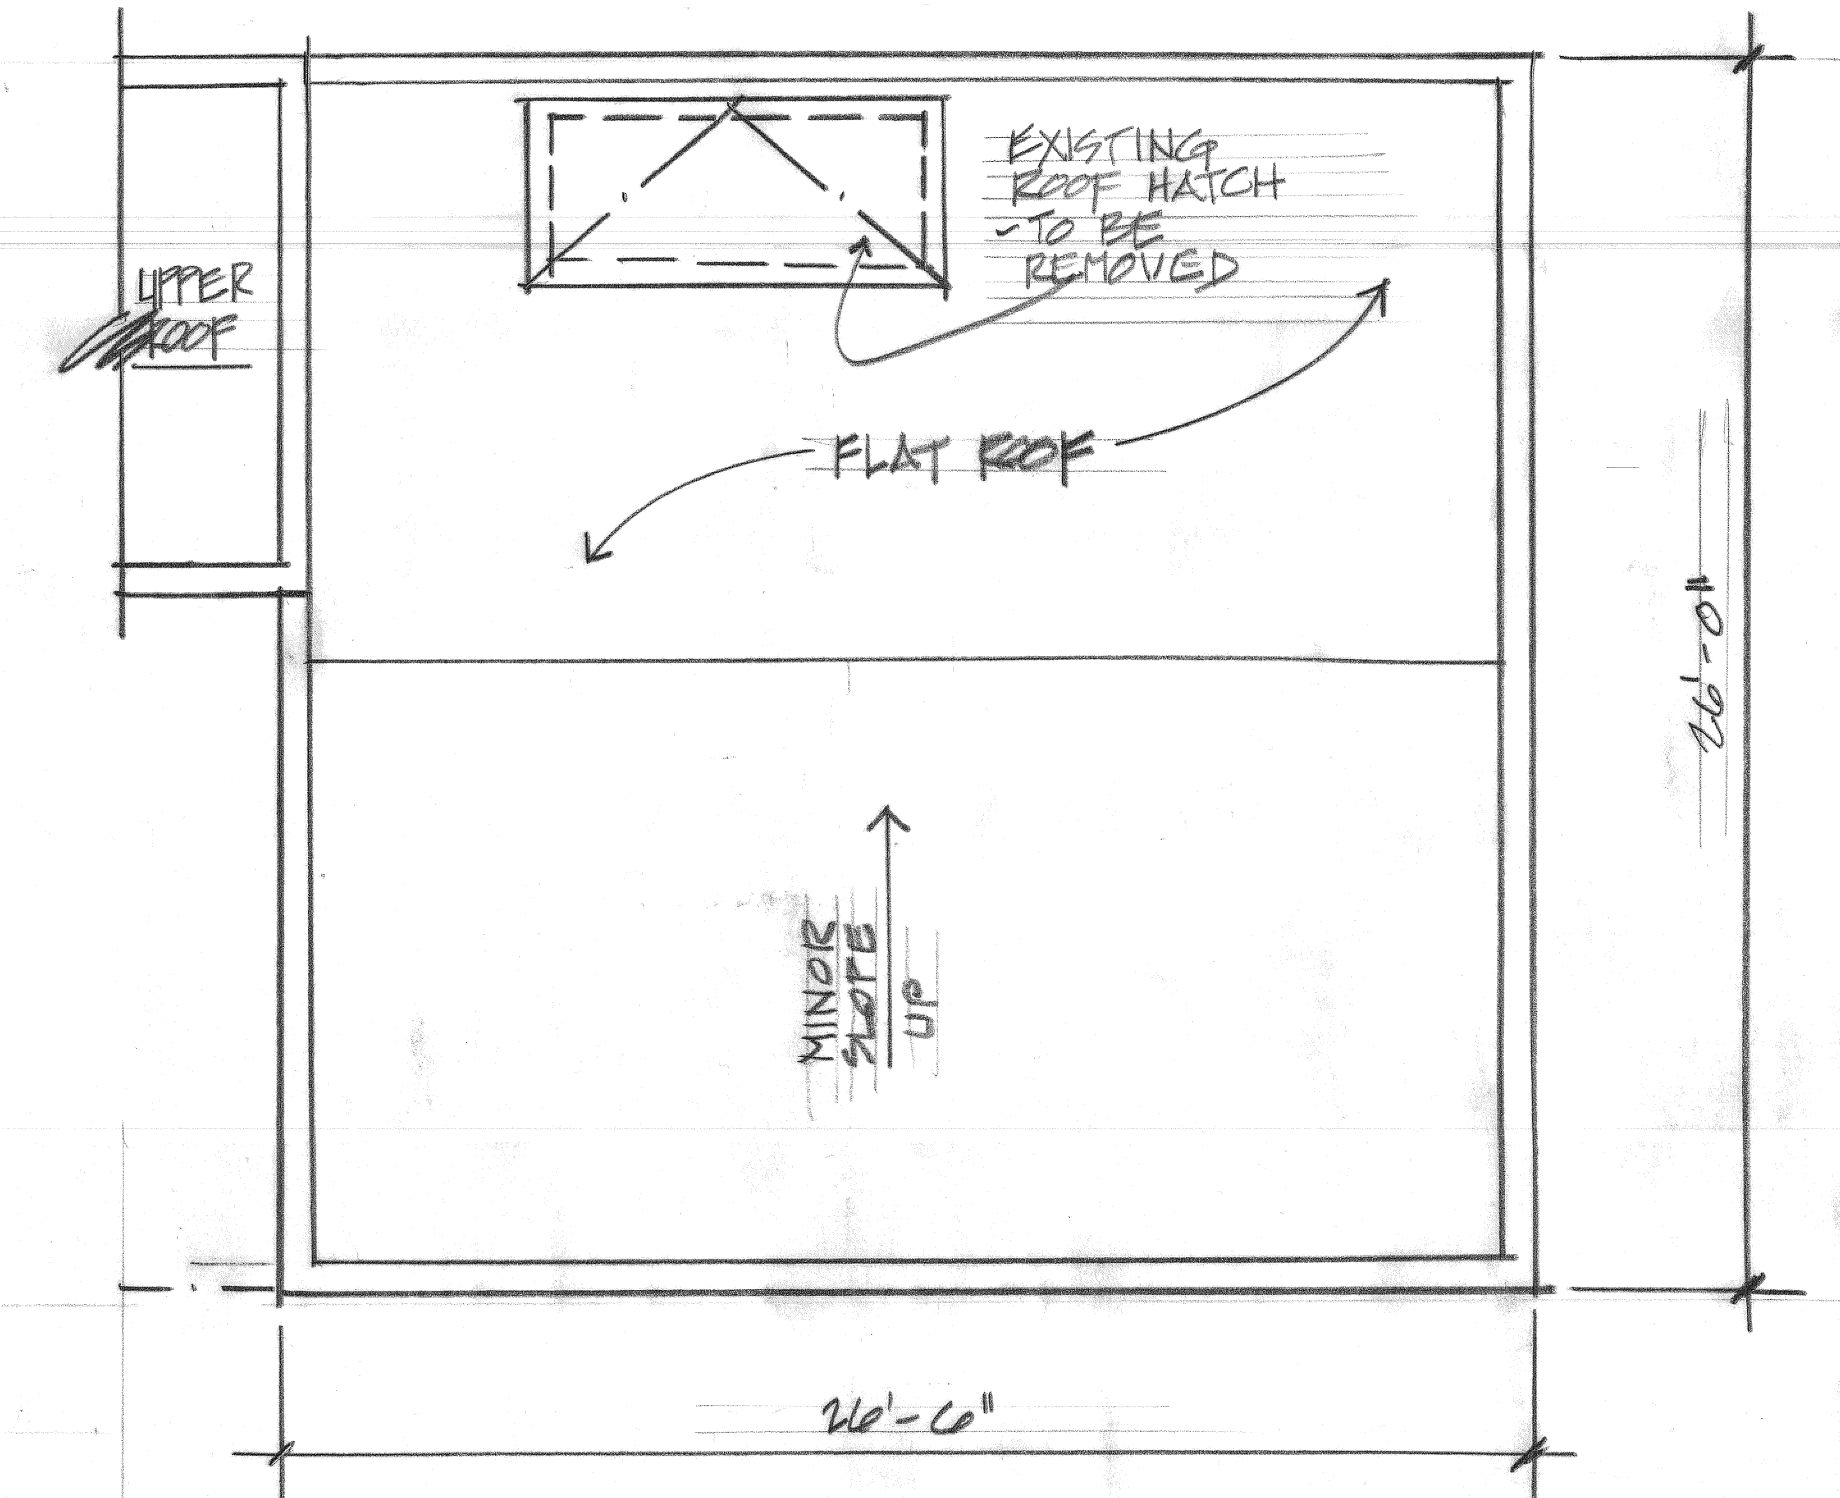 EXISTING
ROOF HATCH
- TO BE
REMOVED
UPPER
ROOF
FLAT ROOF
26'-0"
MINOR
SLOPE
UP
26'-6"